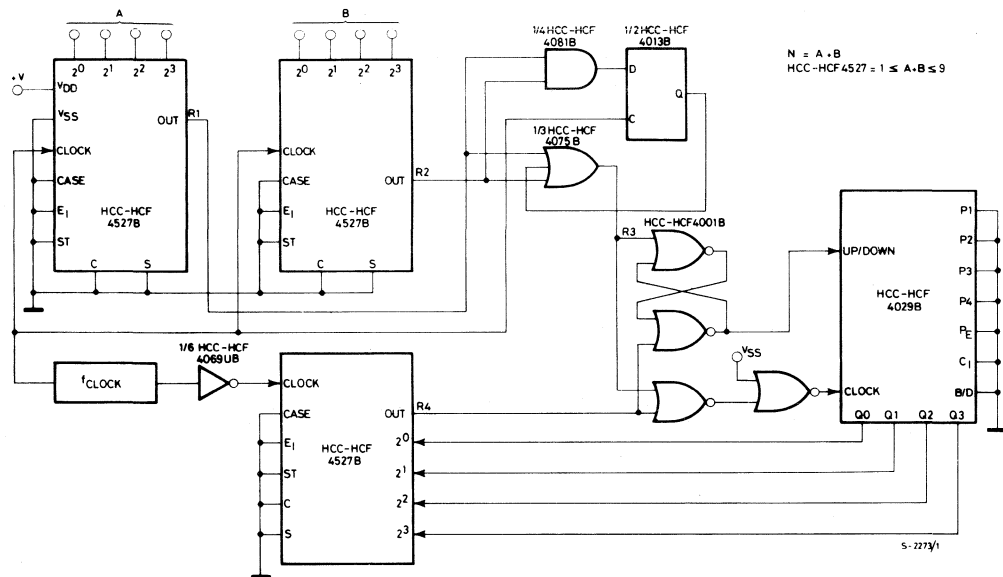 A
B
2⁰ 2¹ 2² 2³
+V
VDD
VSS
OUT
R1
CLOCK
CASE
E1
HCC-HCF
4527B
ST
C S
2⁰ 2¹ 2² 2³
CLOCK
CASE
OUT
R2
E1
HCC-HCF
4527B
ST
C S
1/4 HCC-HCF
4081B
1/2 HCC-HCF
4013B
D
Q
C
N = A+B
HCC-HCF4527 = 1 ≤ A+B ≤ 9
1/3 HCC-HCF
4075B
R3
HCC-HCF4001B
UP/DOWN
HCC-HCF
4029B
P1
P2
P3
P4
PE
C1
B/D
VSS
CLOCK
Q0 Q1 Q2 Q3
fCLOCK
1/6 HCC-HCF
4069UB
CLOCK
CASE
OUT
R4
E1
HCC-HCF
4527B
ST
C
S
2⁰
2¹
2²
2³
S-2273/1